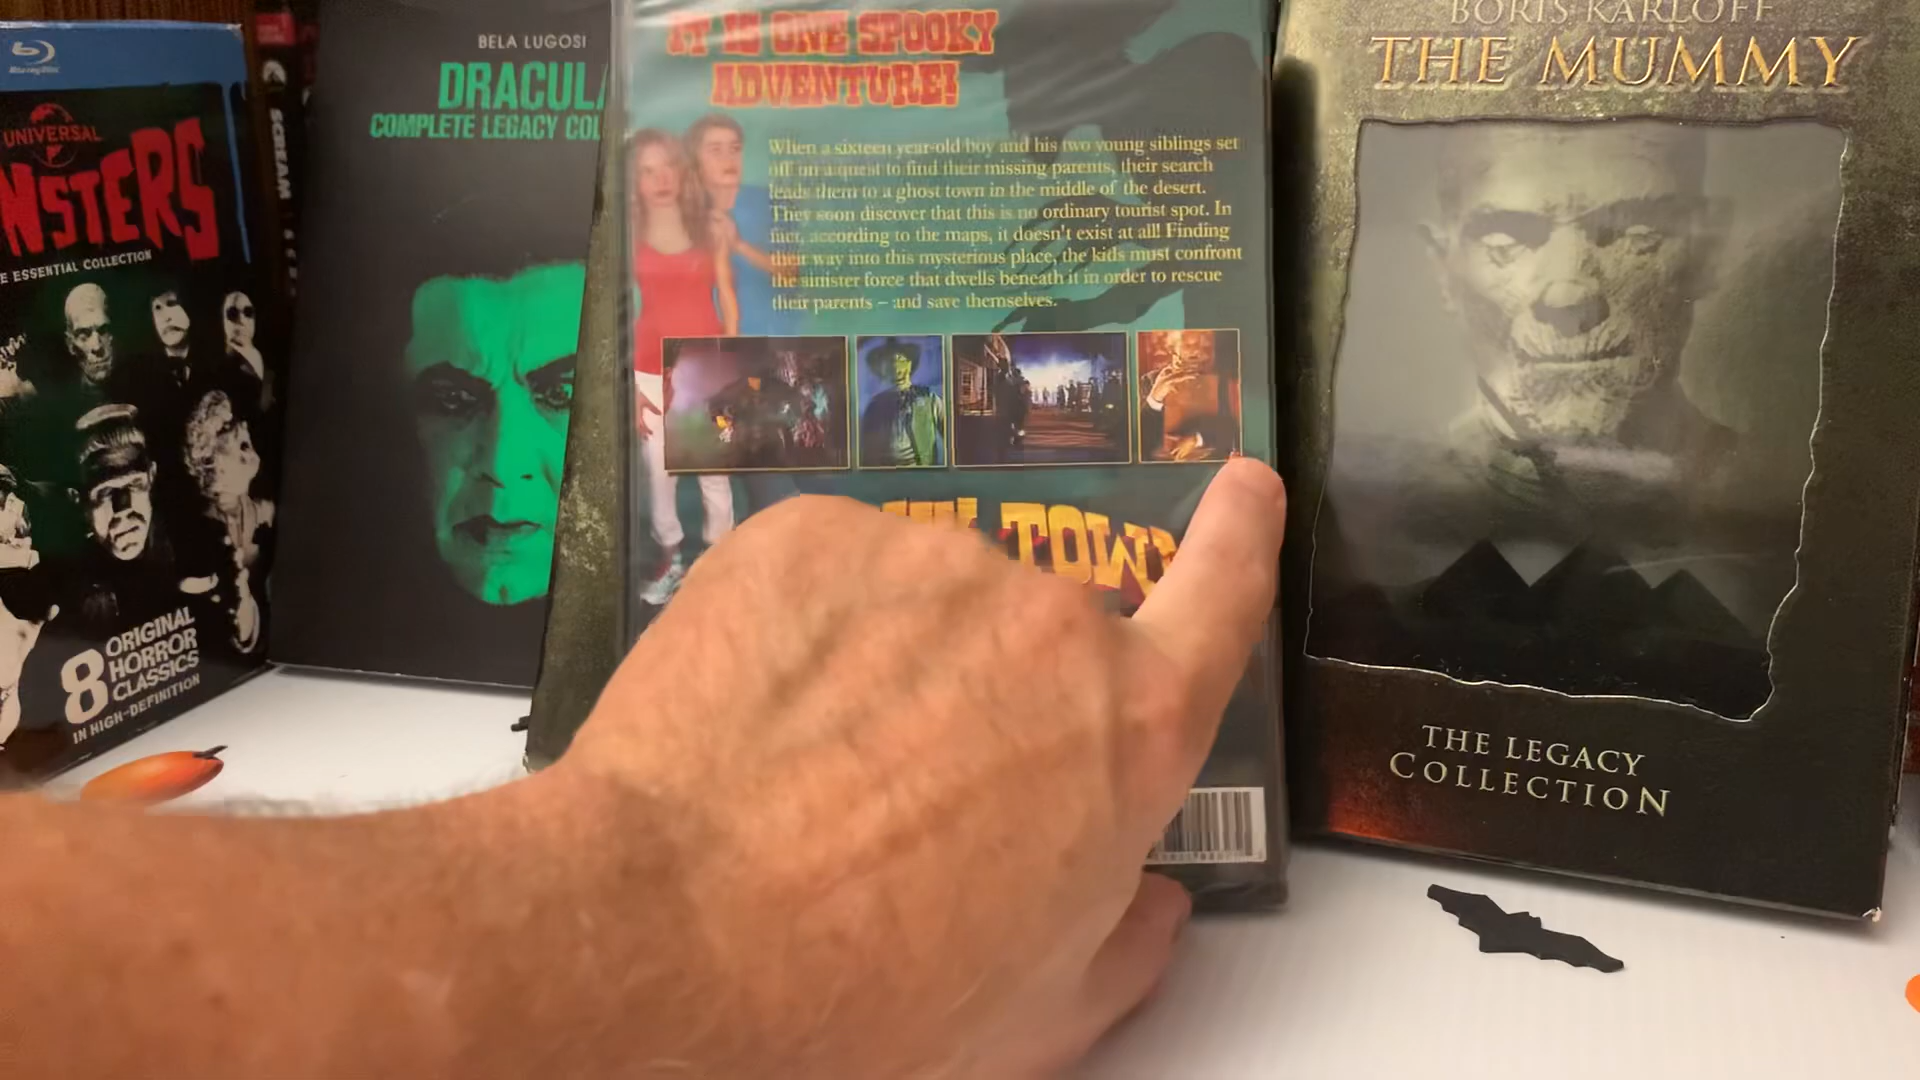 Blu-ray Disc
UNIVERSAL
NSTERS
E ESSENTIAL COLLECTION
8 ORIGINAL
HORROR
CLASSICS
IN HIGH-DEFINITION
SCREAM
BELA LUGOSI
DRACULA
COMPLETE LEGACY COL
IT IS ONE SPOOKY
ADVENTURE!
When a sixteen year-old boy and his two young siblings set
off on a quest to find their missing parents, their search
leads them to a ghost town in the middle of the desert.
They soon discover that this is no ordinary tourist spot. In
fact, according to the maps, it doesn't exist at all! Finding
their way into this mysterious place, the kids must confront
the sinister force that dwells beneath it in order to rescue
their parents – and save themselves.
TOWN
BORIS KARLOFF
THE MUMMY
THE LEGACY
COLLECTION